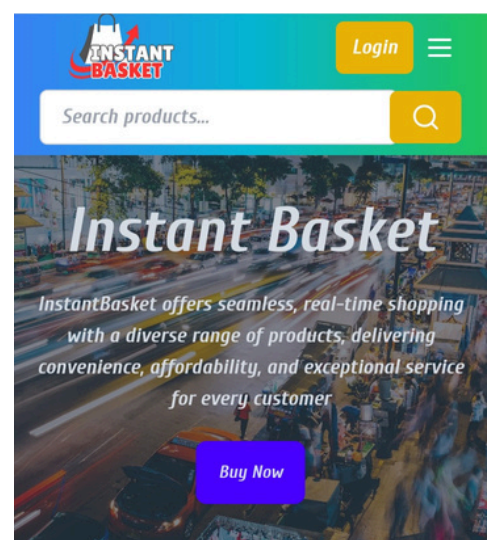 INSTANT
BASKET
Login
Search products...
Instant Basket
InstantBasket offers seamless, real-time shopping
with a diverse range of products, delivering
convenience, affordability, and exceptional service
for every customer
Buy Now